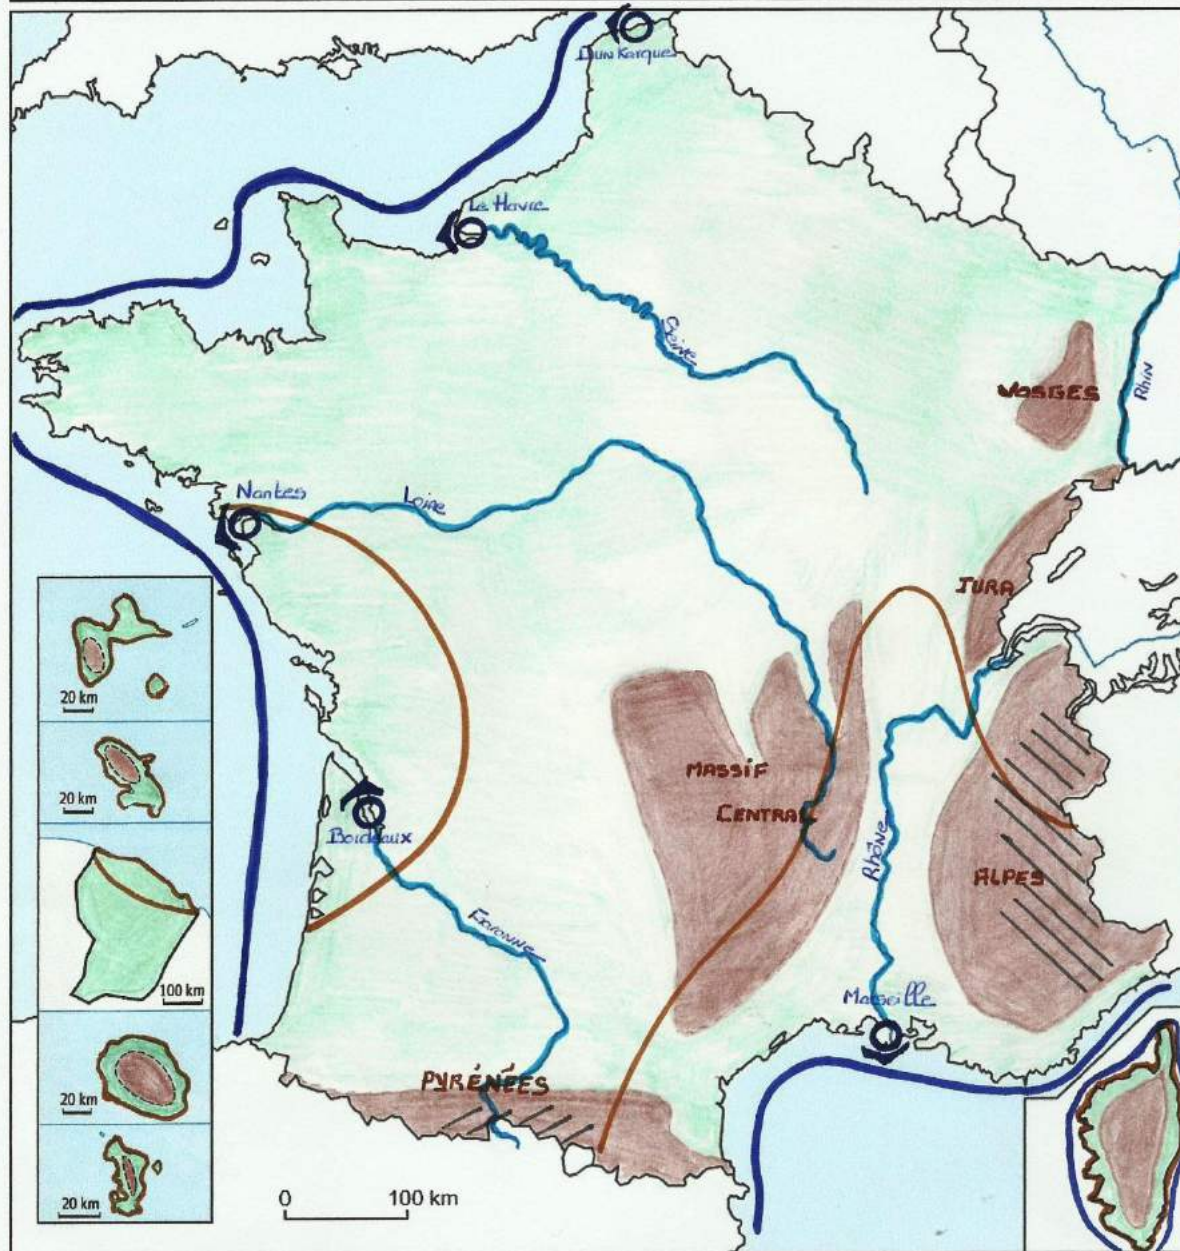 Dunkerque
Le Havre
Seine
VOSGES
Rhin
Nantes
Loire
JURA
20 km
20 km
MASSIF
CENTRAL
Bordeaux
Rhône
ALPES
Garonne
100 km
Marseille
PYRÉNÉES
20 km
20 km
0 100 km